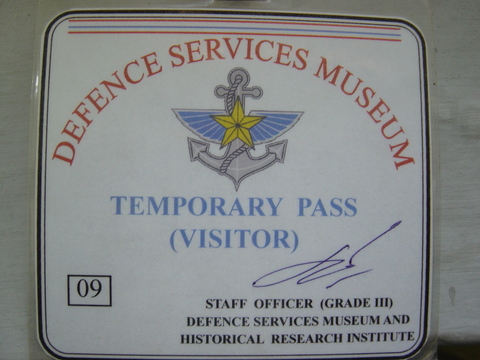 DEFENCE SERVICES MUSEUM
TEMPORARY PASS
(VISITOR)
09
STAFF OFFICER (GRADE III)
DEFENCE SERVICES MUSEUM AND
HISTORICAL RESEARCH INSTITUTE